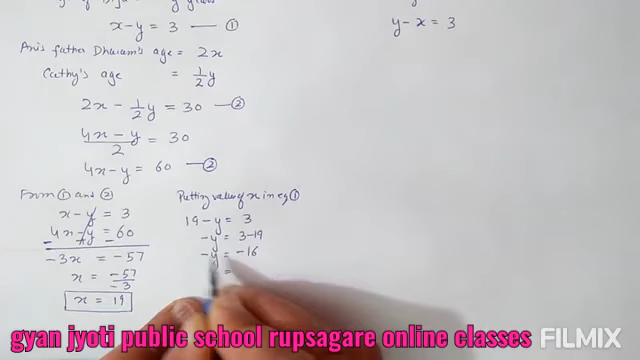 x - y = 3 —— ①
Ani's father Dharam's age = 2x
Cathy's age = 1/2 y
2x - 1/2 y = 30 —— ②
4x - y / 2 = 30
4x - y = 60 —— ②
From ① and ②
x - y = 3
4x - y = 60
- + -
-3x = -57
x = -57/-3
x = 19
Putting value of x in eq ①
19 - y = 3
-y = 3 - 19
-y = -16
=
y - x = 3
gyan jyoti public school rupsagare online classes
FILMIX